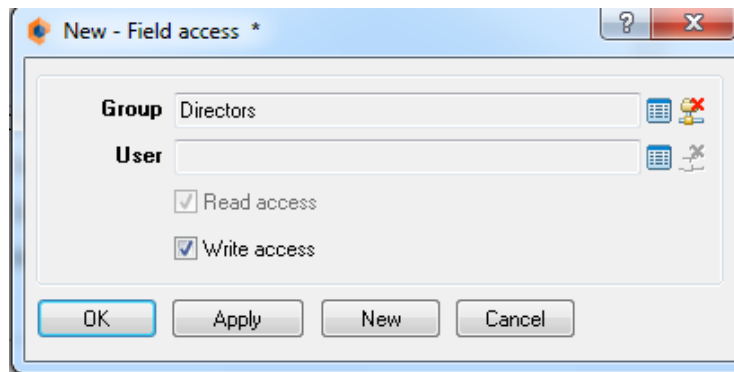 New - Field access *
Group Directors
User
Read access
Write access
OK Apply New Cancel